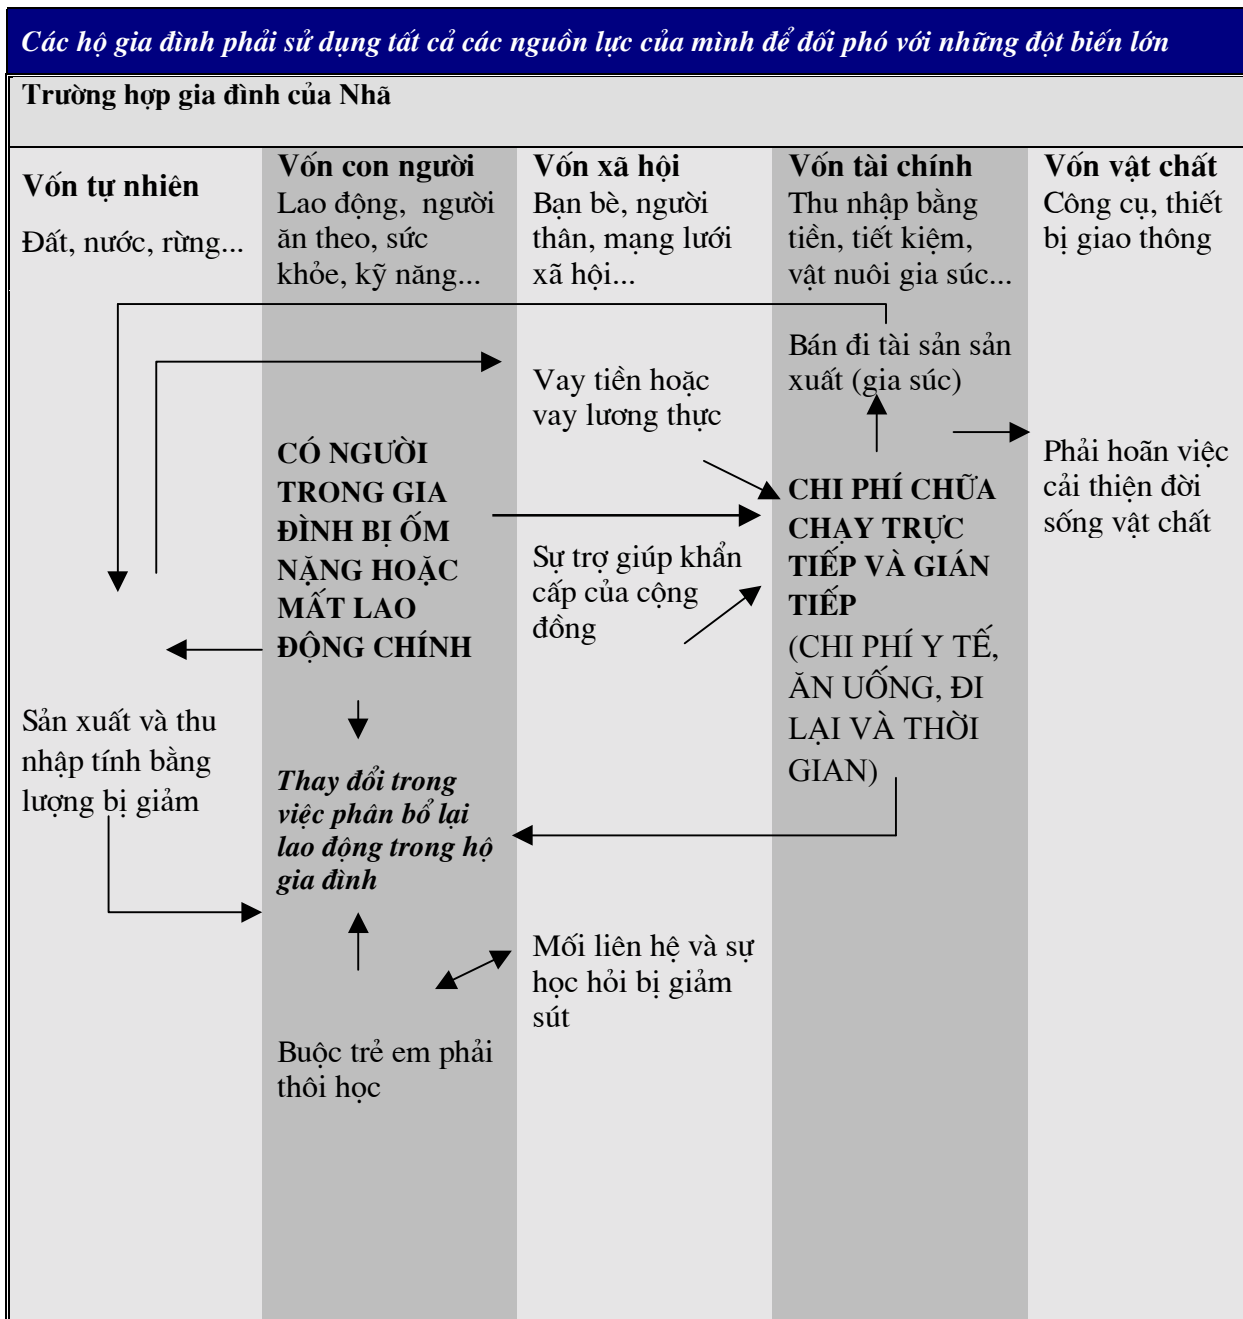 Các hộ gia đình phải sử dụng tất cả các nguồn lực của mình để đối phó với những đột biến lớn
Trường hợp gia đình của Nhã
Vốn tự nhiên
Đất, nước, rừng...
Vốn con người
Lao động, người
ăn theo, sức
khỏe, kỹ năng...
Vốn xã hội
Bạn bè, người
thân, mạng lưới
xã hội...
Vốn tài chính
Thu nhập bằng
tiền, tiết kiệm,
vật nuôi gia súc...
Vốn vật chất
Công cụ, thiết
bị giao thông
Sản xuất và thu
nhập tính bằng
lượng bị giảm
CÓ NGƯỜI
TRONG GIA
ĐÌNH BỊ ỐM
NẶNG HOẶC
MẤT LAO
ĐỘNG CHÍNH
Thay đổi trong
việc phân bổ lại
lao động trong hộ
gia đình
Buộc trẻ em phải
thôi học
Vay tiền hoặc
vay lương thực
Sự trợ giúp khẩn
cấp của cộng
đồng
Mối liên hệ và sự
học hỏi bị giảm
sút
Bán đi tài sản sản
xuất (gia súc)
CHI PHÍ CHỮA
CHẠY TRỰC
TIẾP VÀ GIÁN
TIẾP
(CHI PHÍ Y TẾ,
ĂN UỐNG, ĐI
LẠI VÀ THỜI
GIAN)
Phải hoãn việc
cải thiện đời
sống vật chất